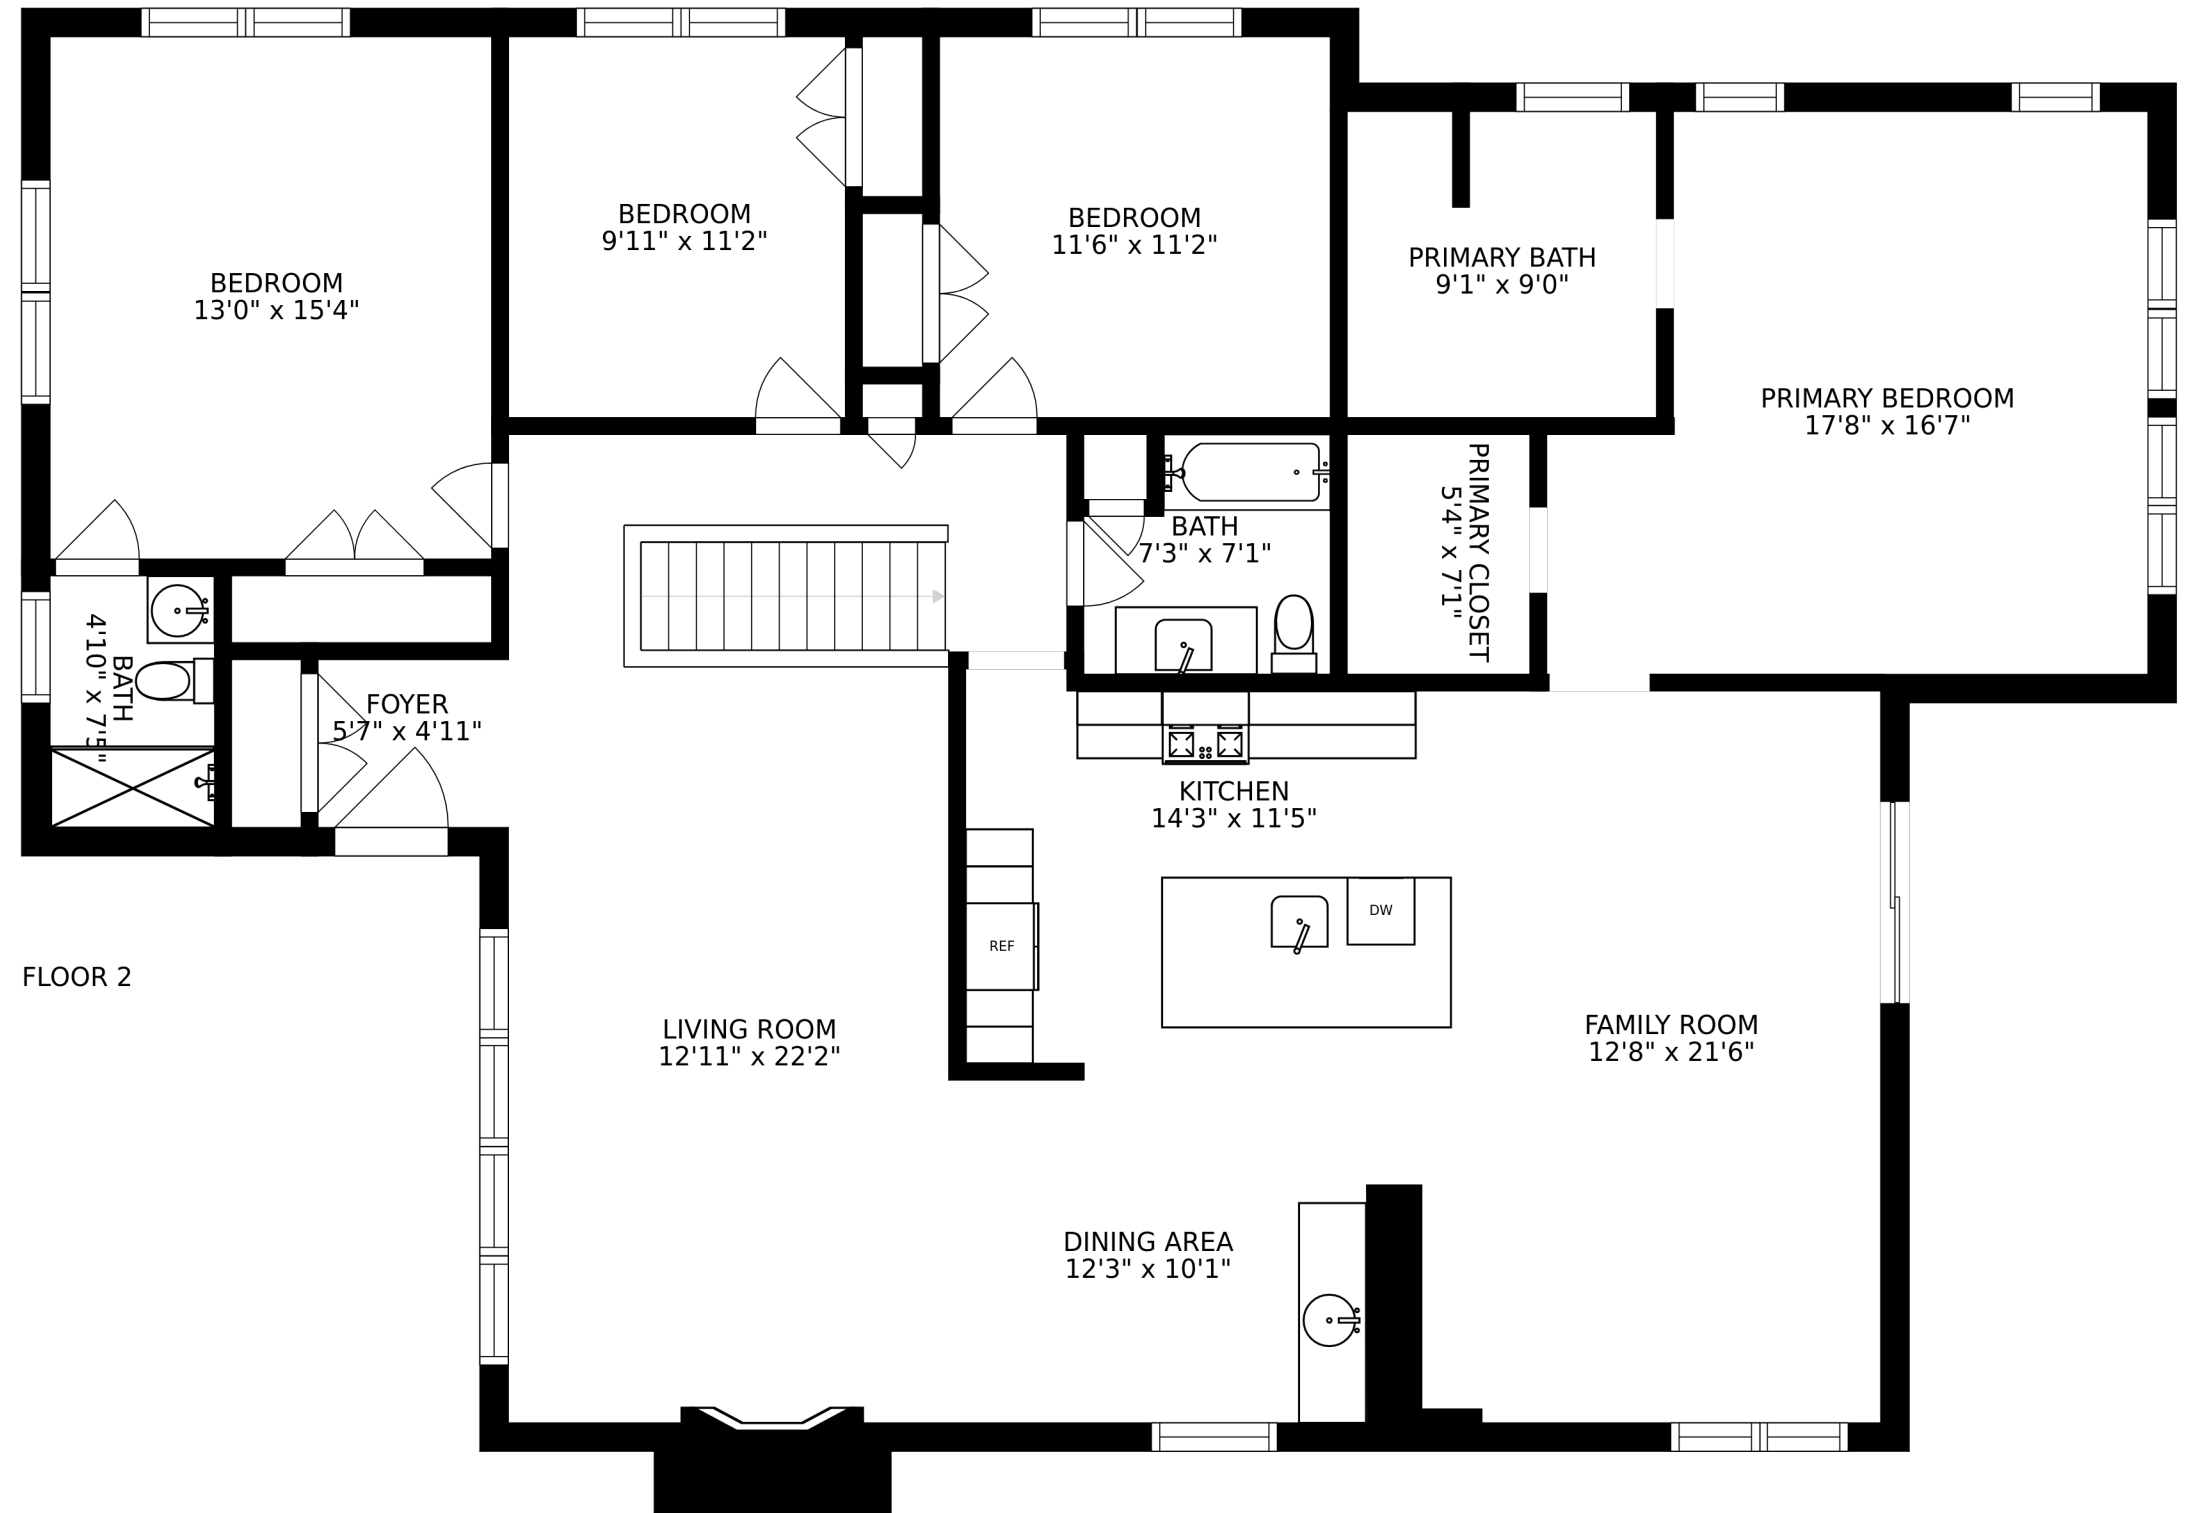 BEDROOM
13'0" x 15'4"
BEDROOM
9'11" x 11'2"
BEDROOM
11'6" x 11'2"
PRIMARY BATH
9'1" x 9'0"
PRIMARY BEDROOM
17'8" x 16'7"
BATH
4'10" x 7'5"
FOYER
5'7" x 4'11"
BATH
7'3" x 7'1"
PRIMARY CLOSET
5'4" x 7'1"
KITCHEN
14'3" x 11'5"
REF
DW
FLOOR 2
LIVING ROOM
12'11" x 22'2"
FAMILY ROOM
12'8" x 21'6"
DINING AREA
12'3" x 10'1"